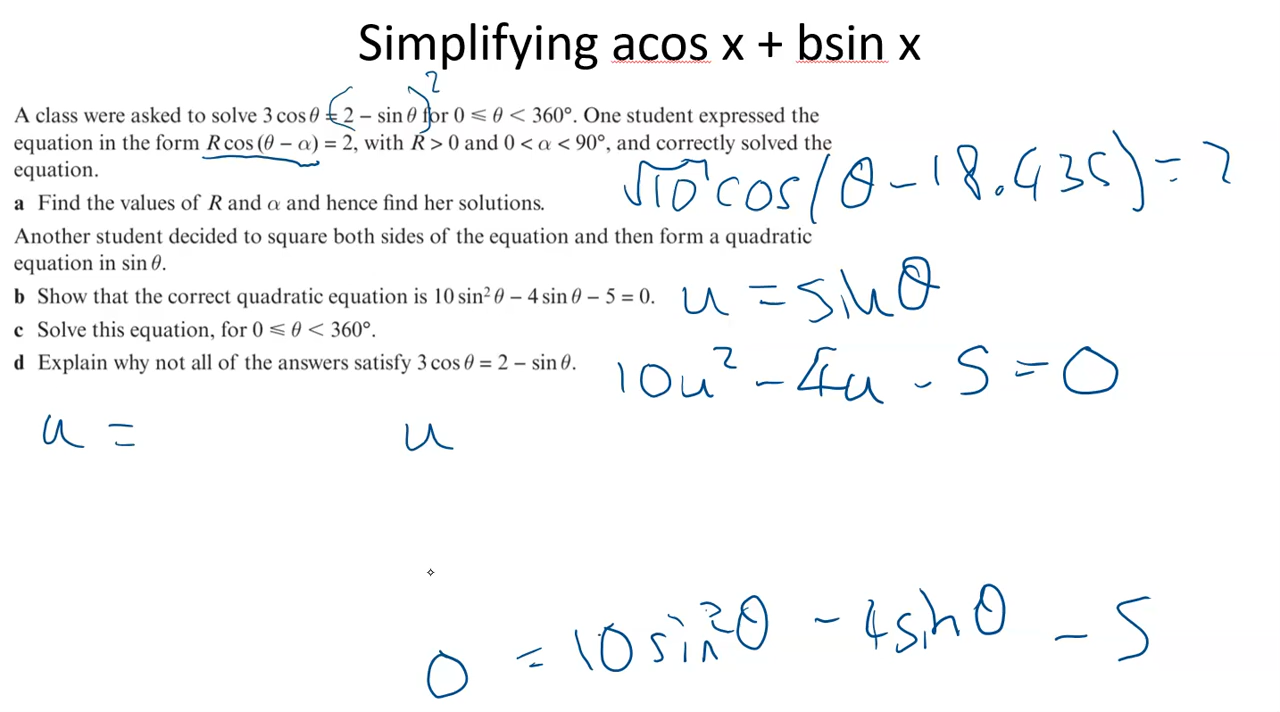 Simplifying acos x + bsin x
2
A class were asked to solve 3 cos θ = 2 – sin θ for 0 ⩽ θ < 360°. One student expressed the
equation in the form R cos (θ – α) = 2, with R > 0 and 0 < α < 90°, and correctly solved the
equation.
√10 cos(θ - 18.435) = 2
a Find the values of R and α and hence find her solutions.
Another student decided to square both sides of the equation and then form a quadratic
equation in sin θ.
b Show that the correct quadratic equation is 10 sin² θ – 4 sin θ – 5 = 0.
u = sinθ
c Solve this equation, for 0 ⩽ θ < 360°.
d Explain why not all of the answers satisfy 3 cos θ = 2 – sin θ.
10u² - 4u - 5 = 0
u = u
0 = 10 sin²θ - 4sinθ - 5